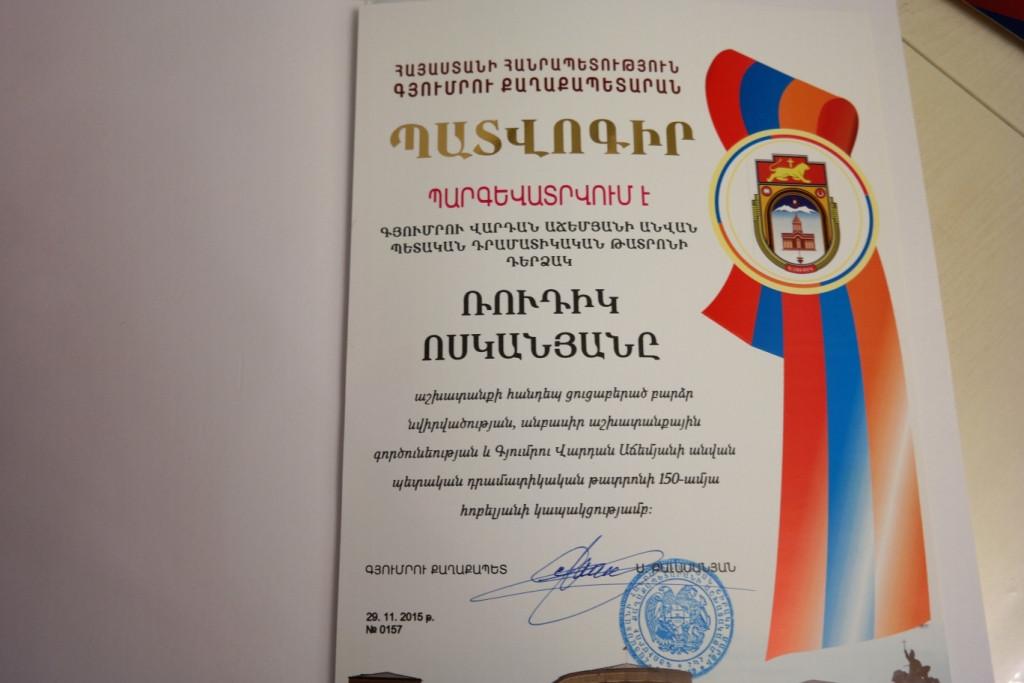 ՀԱՅԱՍՏԱՆԻ ՀԱՆՐԱՊԵՏՈՒԹՅՈՒՆ
ԳՅՈՒՄՐՈՒ ՔԱՂԱՔԱՊԵՏԱՐԱՆ
ՊԱՏՎՈԳԻՐ
ՊԱՐԳԵՎԱՏՐՎՈՒՄ Է
ԳՅՈՒՄՐՈՒ ՎԱՐԴԱՆ ԱՃԵՄՅԱՆԻ ԱՆՎԱՆ
ՊԵՏԱԿԱՆ ԴՐԱՄԱՏԻԿԱԿԱՆ ԹԱՏՐՈՆԻ
ԴԵՐՁԱԿ
ՌՈՒԴԻԿ
ՈՍԿԱՆՅԱՆԸ
աշխատանքի հանդեպ ցուցաբերած բարձր
նվիրվածության, անբասիր աշխատանքային
գործունեության և Գյումրու Վարդան Աճեմյանի անվան
պետական դրամատիկական թատրոնի 150-ամյա
հոբելյանի կապակցությամբ:
ԳՅՈՒՄՐՈՒ ՔԱՂԱՔԱՊԵՏ Ս. ԲԱԼԱՍԱՆՅԱՆ
29. 11. 2015 թ.
№ 0157